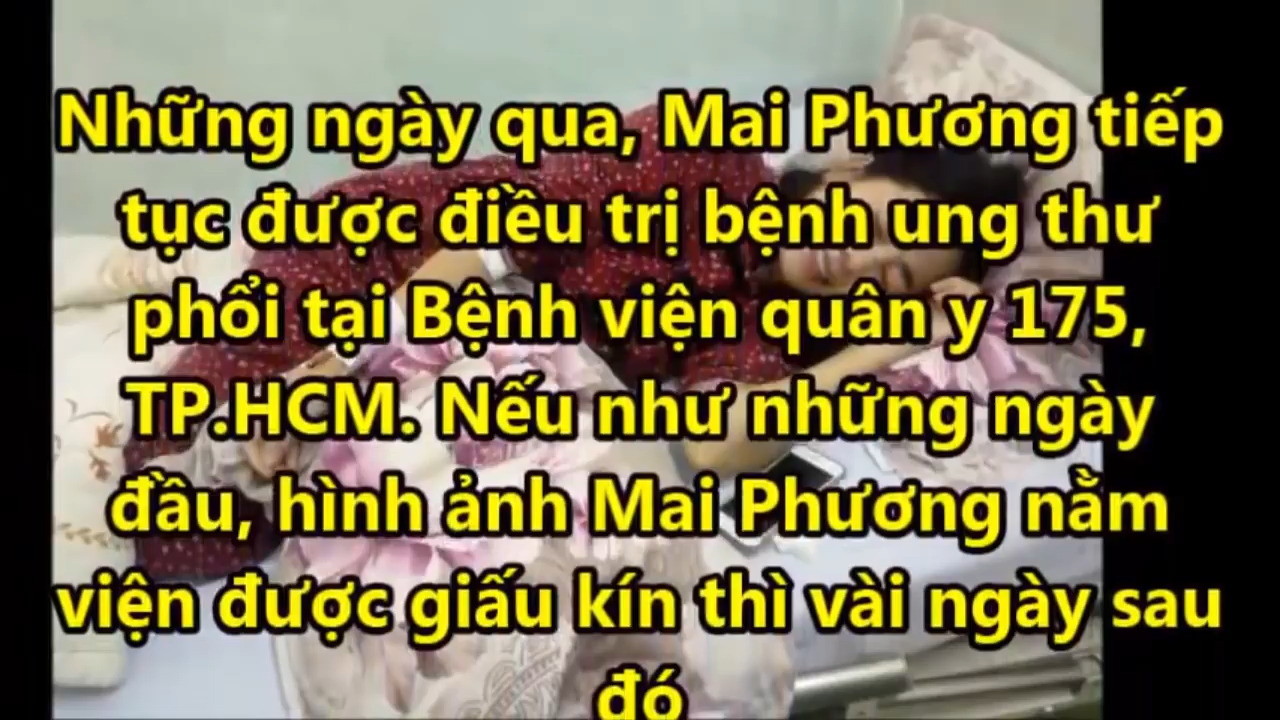 Những ngày qua, Mai Phương tiếp
tục được điều trị bệnh ung thư
phổi tại Bệnh viện quân y 175,
TP.HCM. Nếu như những ngày
đầu, hình ảnh Mai Phương nằm
viện được giấu kín thì vài ngày sau
đó